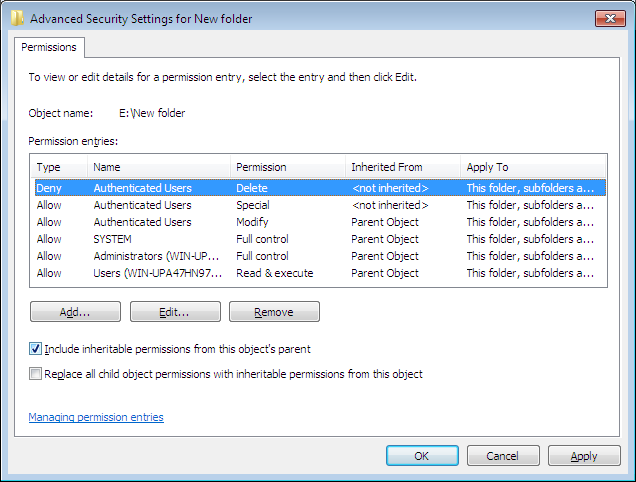 Advanced Security Settings for New folder
Permissions
To view or edit details for a permission entry, select the entry and then click Edit.
Object name: E:\New folder
Permission entries:
Type Name Permission Inherited From Apply To
Deny Authenticated Users Delete <not inherited> This folder, subfolders a...
Allow Authenticated Users Special <not inherited> This folder, subfolders a...
Allow Authenticated Users Modify Parent Object This folder, subfolders a...
Allow SYSTEM Full control Parent Object This folder, subfolders a...
Allow Administrators (WIN-UP... Full control Parent Object This folder, subfolders a...
Allow Users (WIN-UPA47HN97... Read & execute Parent Object This folder, subfolders a...
Add... Edit... Remove
Include inheritable permissions from this object's parent
Replace all child object permissions with inheritable permissions from this object
Managing permission entries
OK Cancel Apply